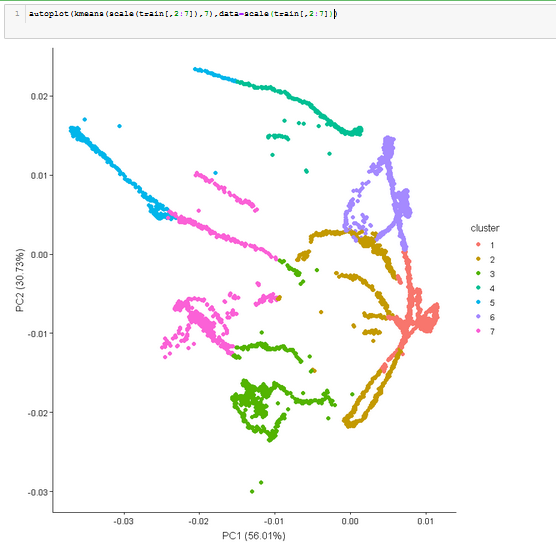 1 autoplot(kmeans(scale(train[,2:7]),7),data=scale(train[,2:7]))
0.02
0.01
0.00
-0.01
-0.02
-0.03
PC2 (30.73%)
-0.03 -0.02 -0.01 0.00 0.01
PC1 (56.01%)
cluster
1
2
3
4
5
6
7